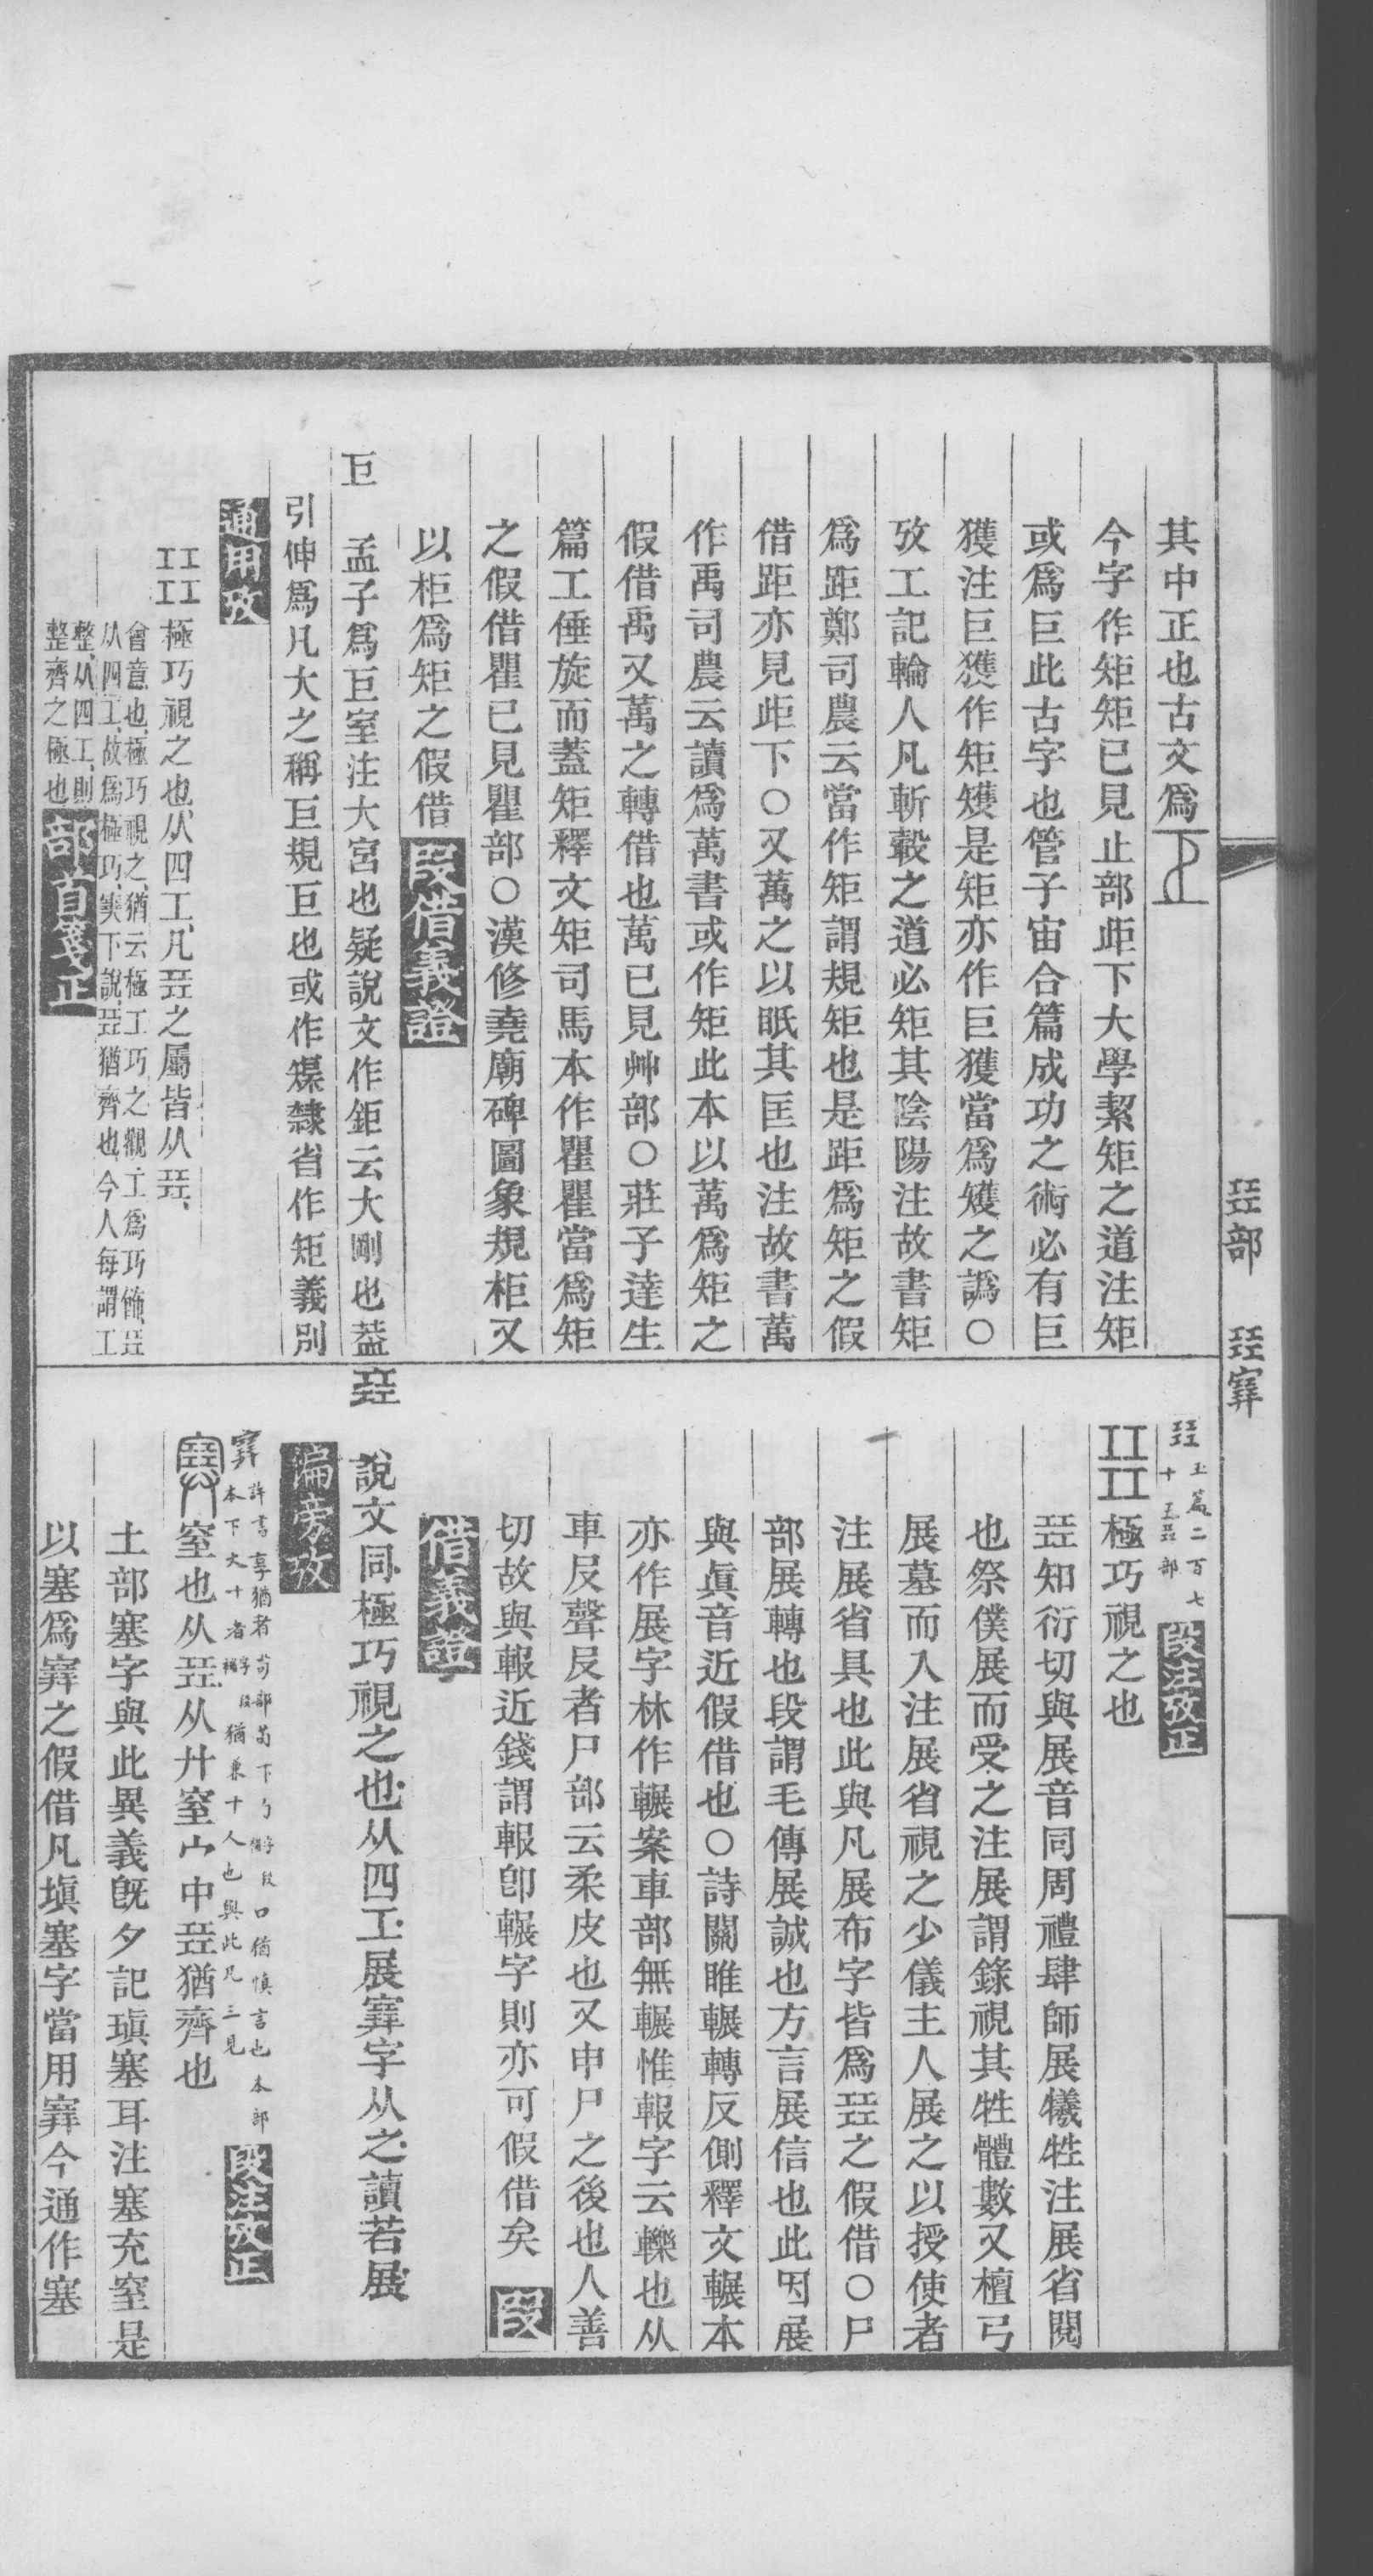 其中正也古文爲
今字作矩矩已見止部歫下大學絜矩之道注矩
或爲巨此古字也管子宙合篇成功之術必有巨
獲注巨獲作矩矱是矩亦作巨獲當爲矱之譌○
攷工記輪人凡斬轂之道必矩其陰陽注故書矩
爲距鄭司農云當作矩謂規矩也是距爲矩之假
借距亦見歫下○又萬之以眂其匡也注故書萬
作禹司農云讀爲萬書或作矩此本以萬爲矩之
假借禹又萬之轉借也萬已見艸部○莊子達生
篇工倕旋而蓋矩釋文矩司馬本作瞿瞿當爲矩
之假借瞿已見瞿部○漢修堯廟碑圖象規柜又
以柜爲矩之假借 段借義證
巨 孟子爲巨室注大宮也疑說文作鉅云大剛也葢
引伸爲凡大之稱巨規巨也或作榘隸省作矩義別
通用攷
㠭極巧視之也、从四工、凡㠭之屬皆从㠭、
會意也、極巧視之、猶云極工巧之觀、工爲巧飾、㠭
从四工、故爲極巧、窫下說、㠭猶齊也、今人每謂工
整、从四工、則
整齊之極也 部首箋正
㠭部 㠭𡫳
㠭 玉篇二百七
十五㠭部 段注攷正
㠭極巧視之也
㠭知衍切與展音同周禮肆師展犧牲注展省閱
也祭僕展而受之注展謂錄視其牲體數又檀弓
展墓而入注展省視之少儀主人展之以授使者
注展省具也此與凡展布字皆爲㠭之假借○尸
部展轉也段謂毛傳展誠也方言展信也此因展
與眞音近假借也○詩關雎輾轉反側釋文輾本
亦作展字林作輾案車部無輾惟報字云轢也从
車㞋聲㞋者尸部云柔皮也又申尸之後也人善
切故與報近錢謂報卽輾字則亦可假借矣 段
借義證
㠭 說文同極巧視之也从四工展𡫳字从之讀若展
偏旁攷
𡫳 許書享猶者苟部茍下勹字段補口猶愼言也本部
本下大十者字段補猶兼十人也與此凡三見 段注攷正
𡫳窒也从㠭从廾窒宀中㠭猶齊也
土部塞字與此異義旣夕記瑱塞耳注塞充窒是
以塞爲𡫳之假借凡塡塞字當用𡫳今通作塞